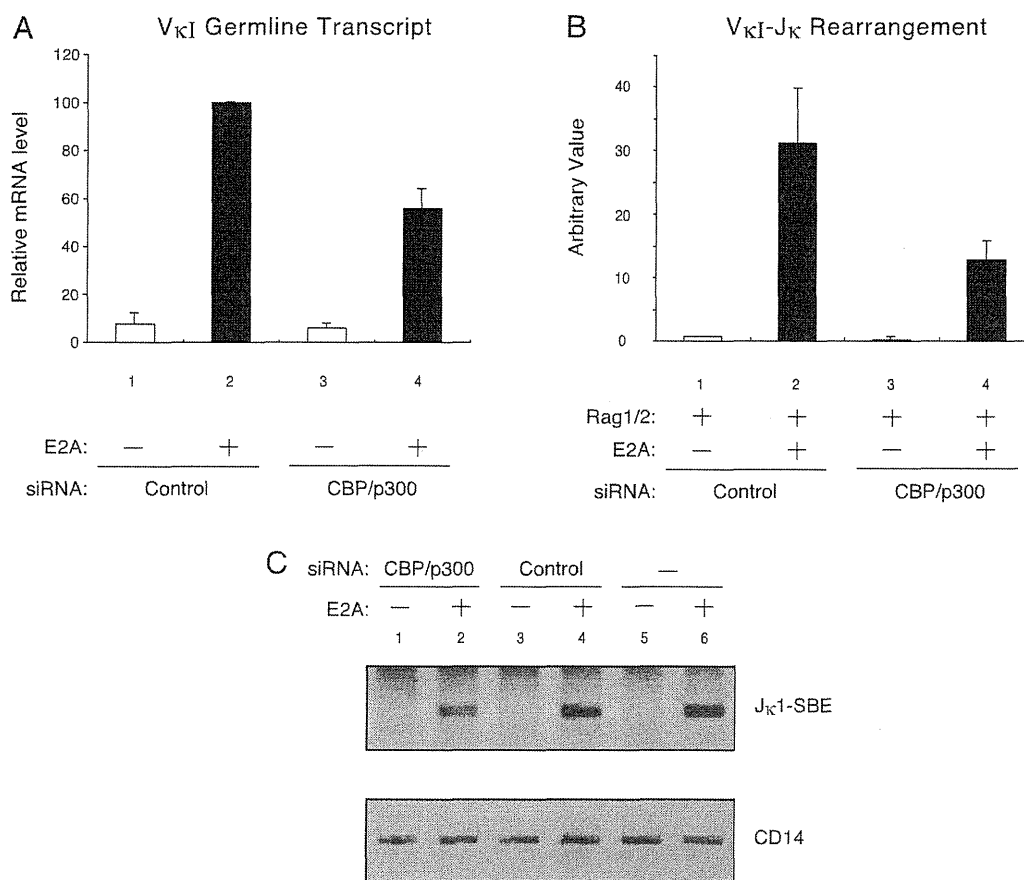 A
VκI Germline Transcript
Relative mRNA level
120
100
80
60
40
20
0
1 2 3 4
E2A: — + — +
siRNA: Control CBP/p300
B
VκI-Jκ Rearrangement
Arbitrary Value
40
30
20
10
0
1 2 3 4
Rag1/2: + + + +
E2A: — + — +
siRNA: Control CBP/p300
C
siRNA: CBP/p300 Control —
E2A: — + — + — +
1 2 3 4 5 6
Jκ1-SBE
CD14